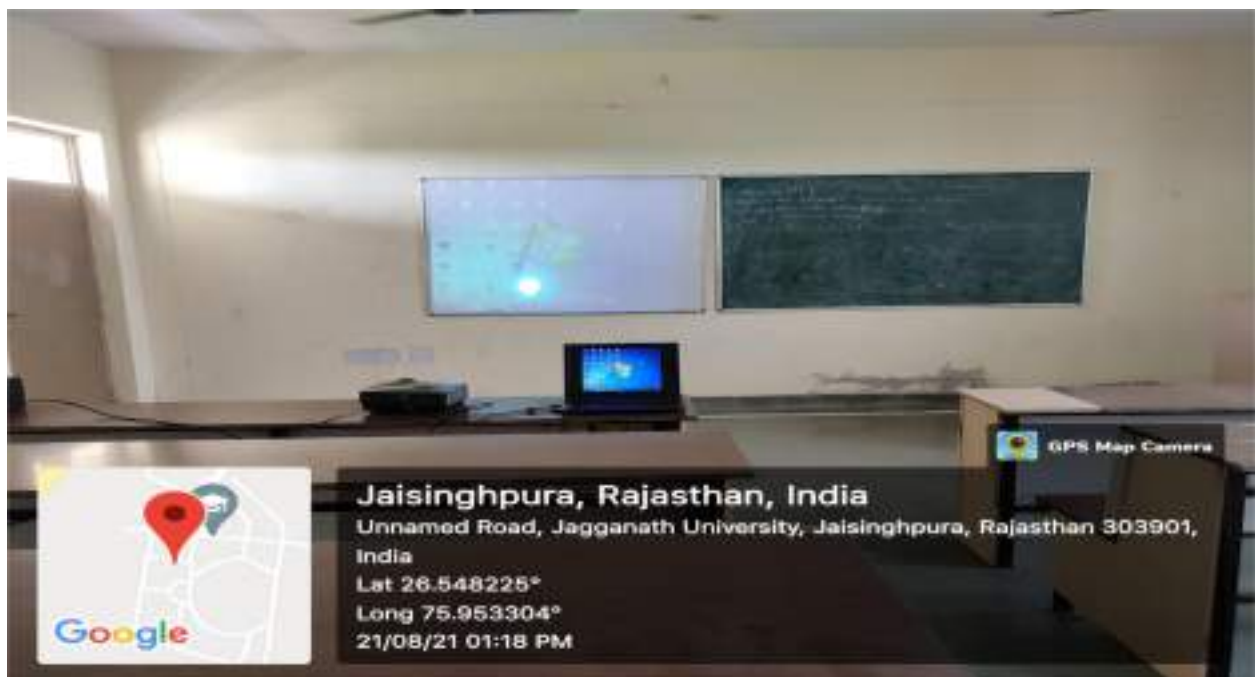 GPS Map Camera
Jaisinghpura, Rajasthan, India
Unnamed Road, Jagganath University, Jaisinghpura, Rajasthan 303901,
India
Lat 26.548225°
Long 75.953304°
21/08/21 01:18 PM
Google